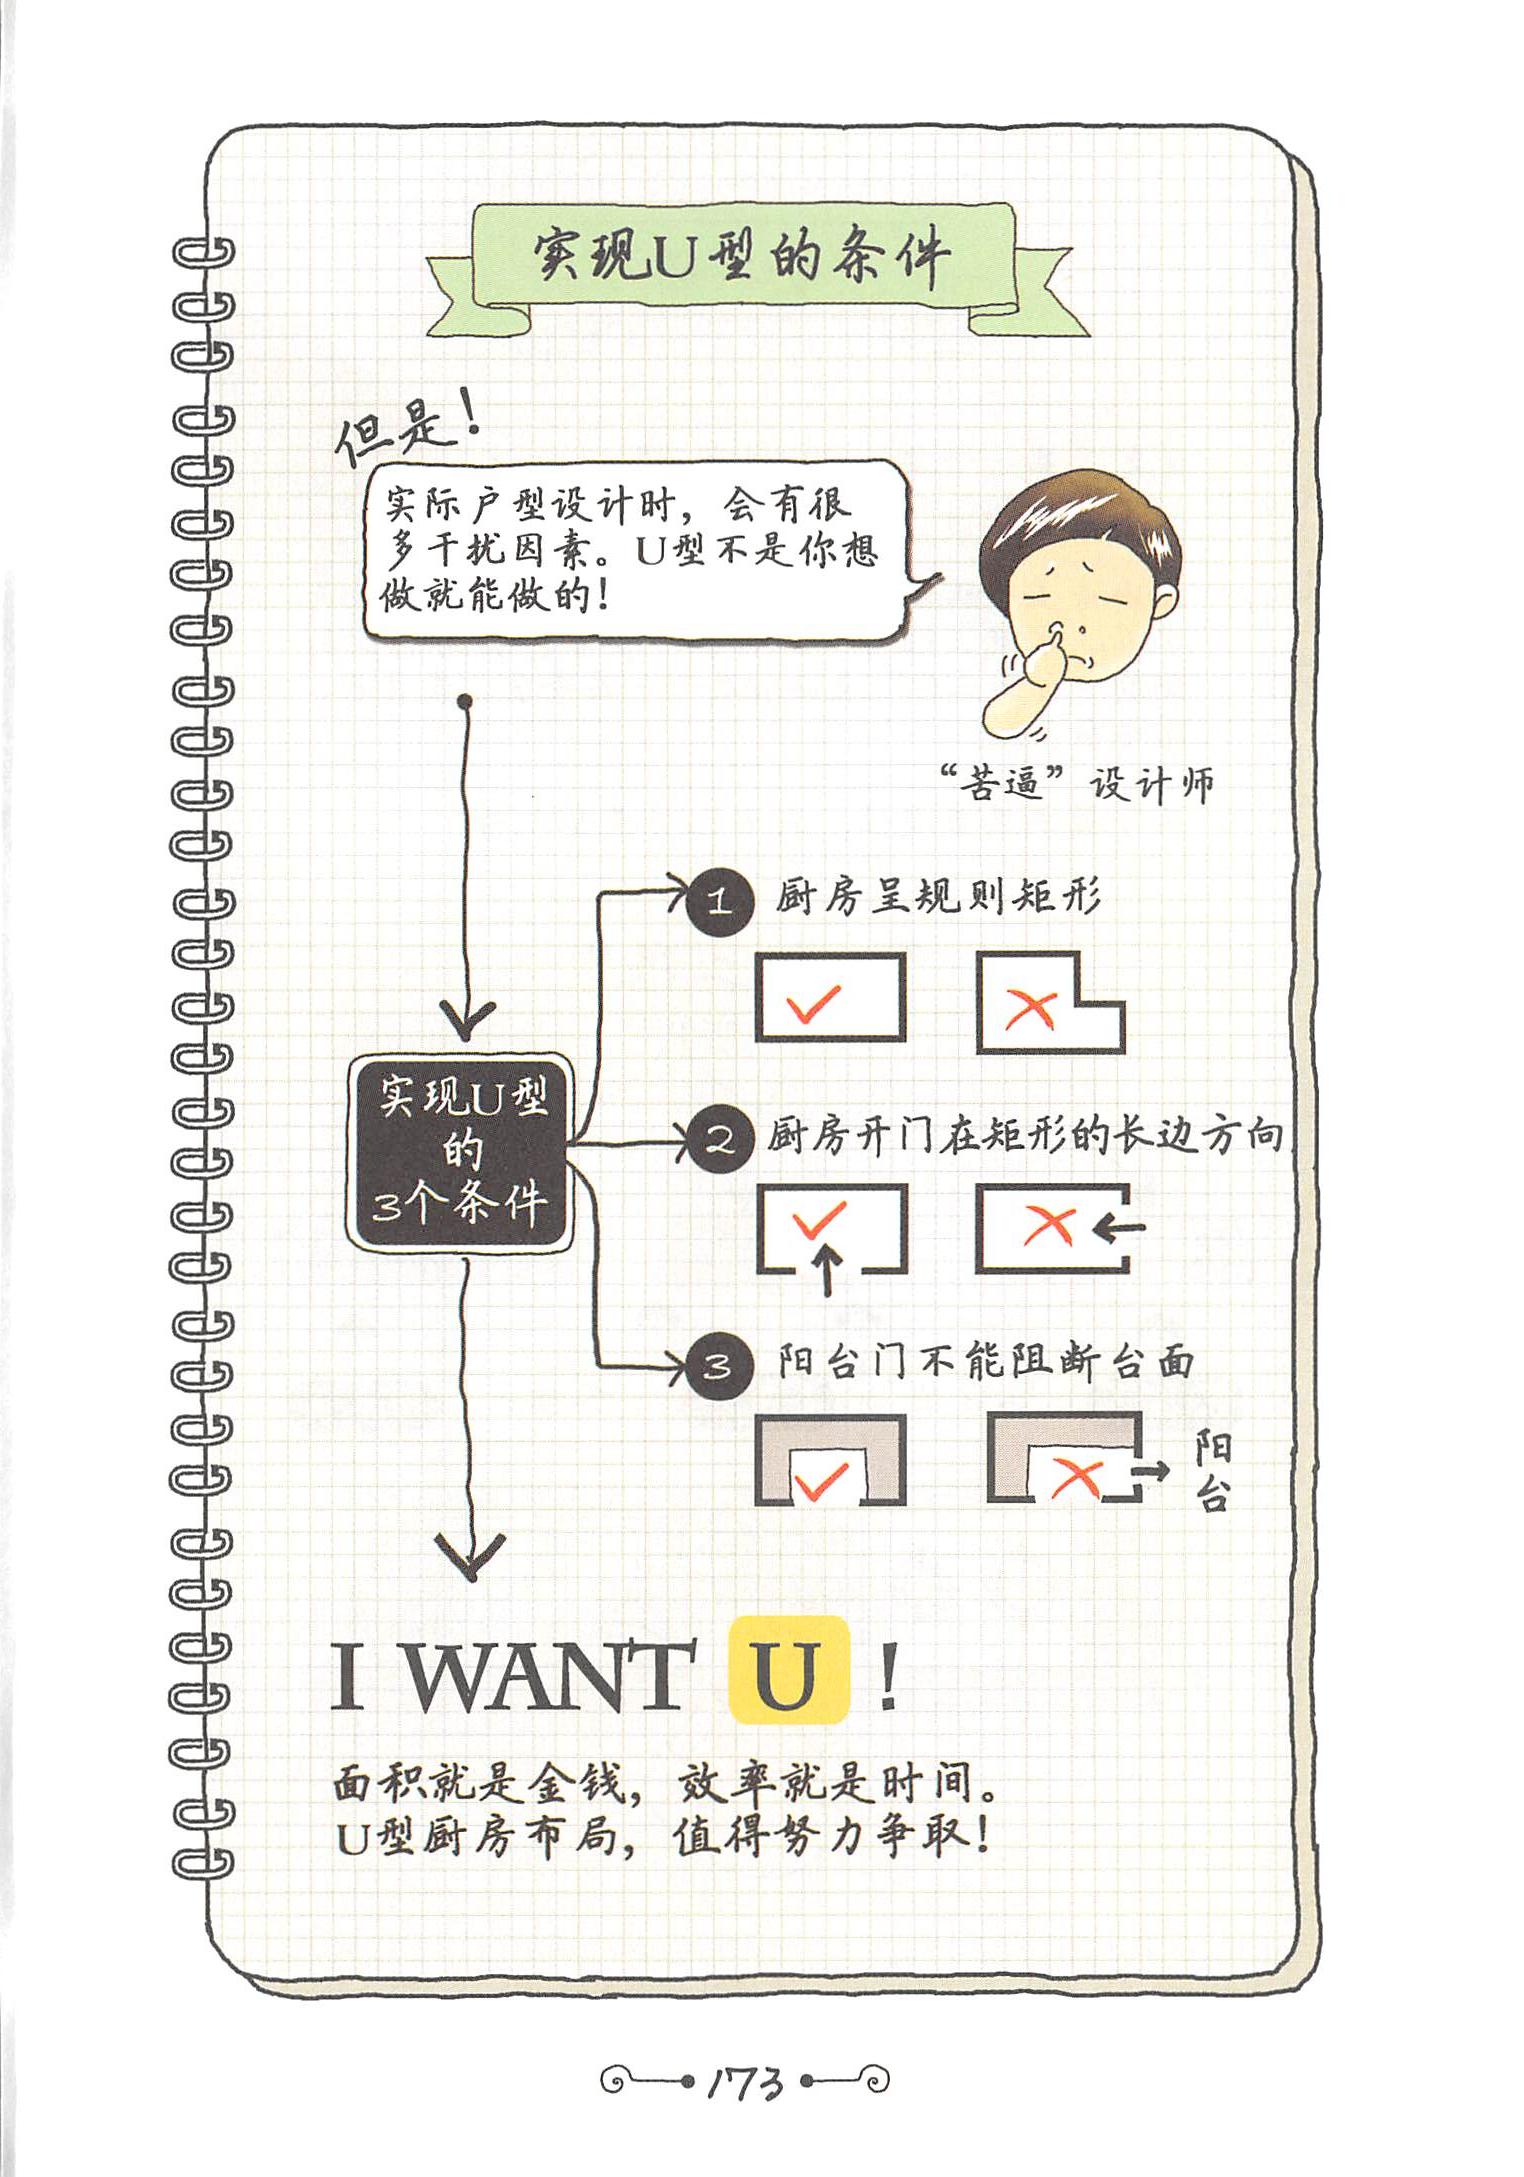 实现U型的条件
但是！
实际户型设计时，会有很
多干扰因素。U型不是你想
做就能做的！
“苦逼”设计师
实现U型
的
3个条件
1 厨房呈规则矩形
2 厨房开门在矩形的长边方向
3 阳台门不能阻断台面
阳
台
I WANT U !
面积就是金钱，效率就是时间。
U型厨房布局，值得努力争取！
173